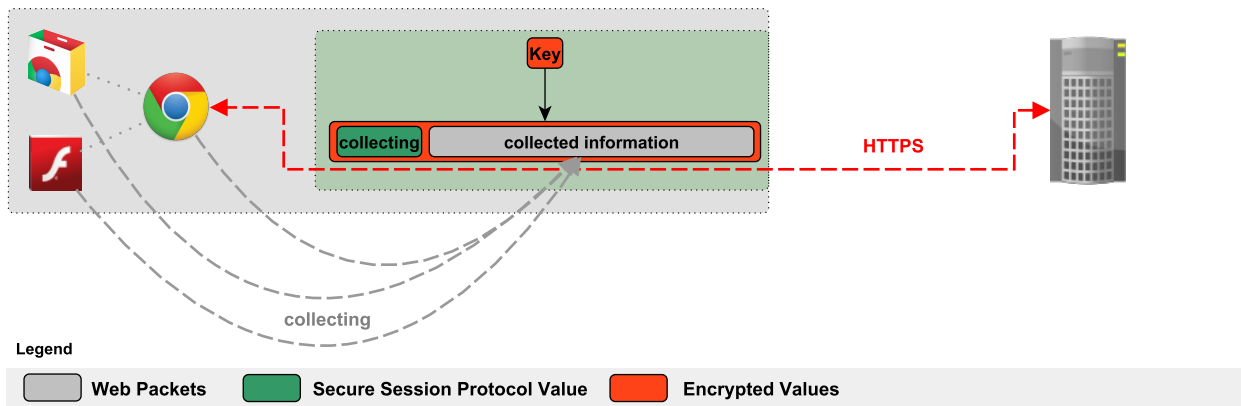 Key
collecting
collected information
HTTPS
collecting
Legend
Web Packets
Secure Session Protocol Value
Encrypted Values